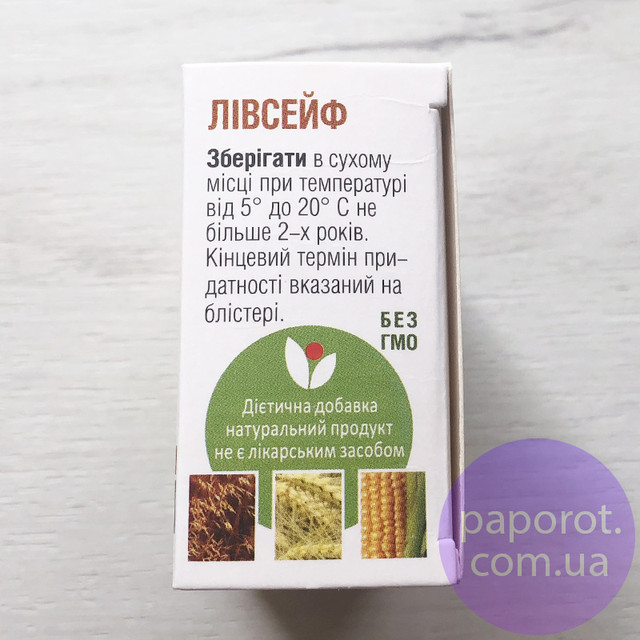 ЛІВСЕЙФ
Зберігати в сухому
місці при температурі
від 5° до 20° С не
більше 2–х років.
Кінцевий термін при–
датності вказаний на
блістері.
БЕЗ
ГМО
Дієтична добавка
натуральний продукт
не є лікарським засобом
paporot.
com.ua